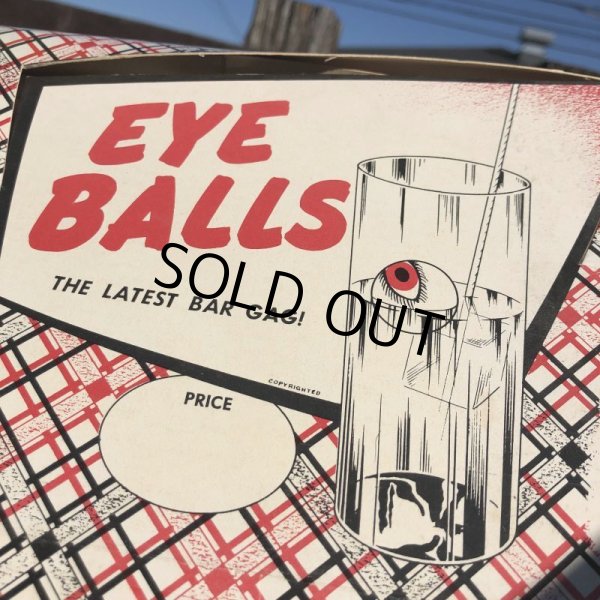 EYE
BALLS
THE LATEST BAR GAG!
SOLD OUT
COPYRIGHTED
PRICE